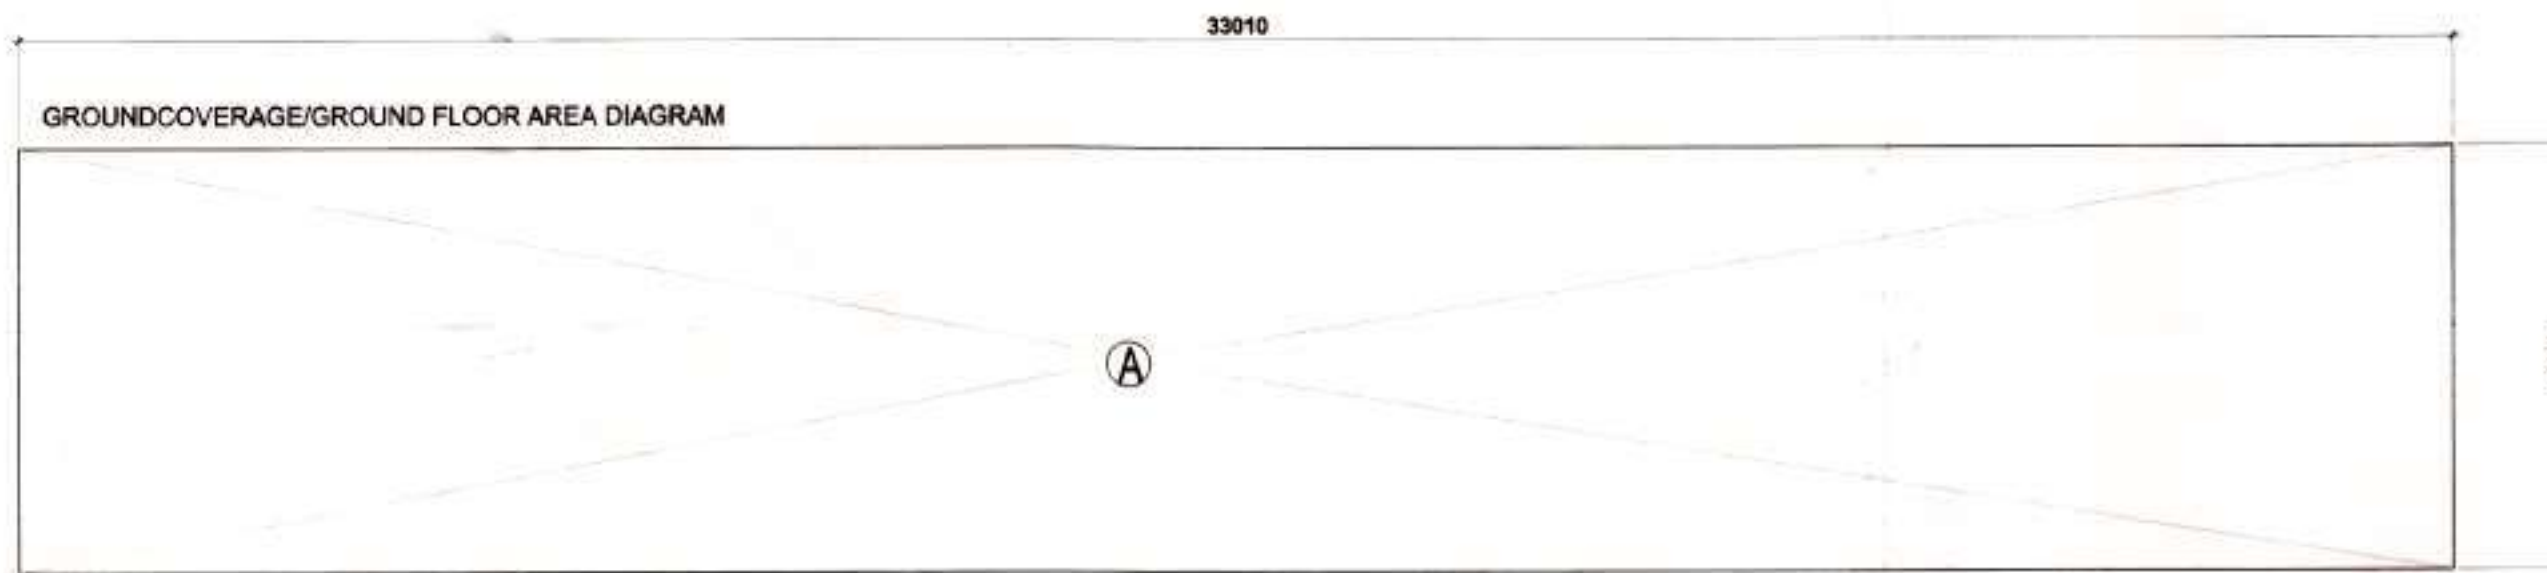 33010
GROUNDCOVERAGE/GROUND FLOOR AREA DIAGRAM
A